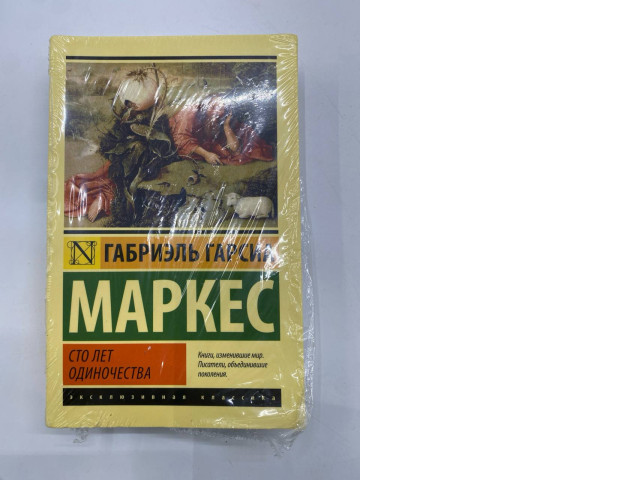 ГАБРИЭЛЬ ГАРСИА
МАРКЕС
СТО ЛЕТ
ОДИНОЧЕСТВА
Книги, изменившие мир.
Писатели, объединившие
поколения.
эксклюзивная классика